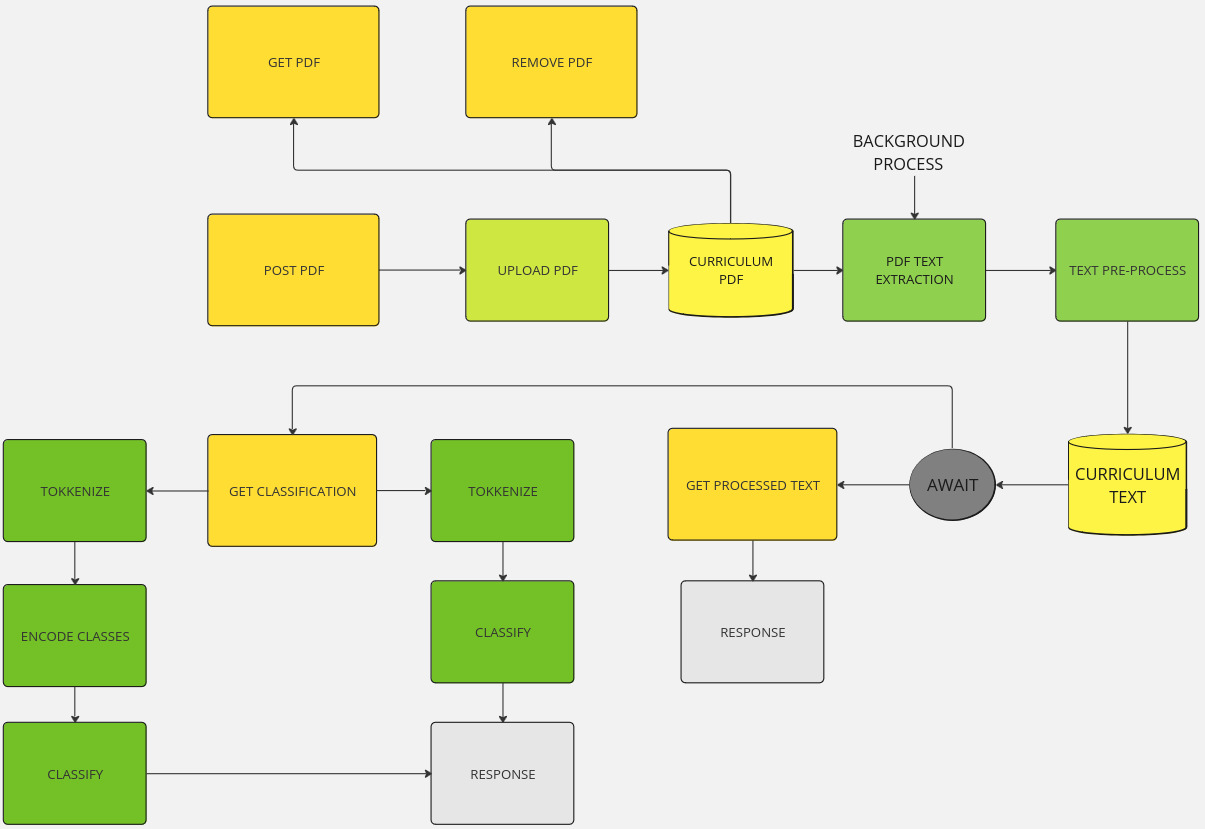 GET PDF
REMOVE PDF
BACKGROUND
PROCESS
POST PDF
UPLOAD PDF
CURRICULUM
PDF
PDF TEXT
EXTRACTION
TEXT PRE-PROCESS
TOKKENIZE
GET CLASSIFICATION
TOKKENIZE
GET PROCESSED TEXT
AWAIT
CURRICULUM
TEXT
ENCODE CLASSES
CLASSIFY
RESPONSE
CLASSIFY
RESPONSE